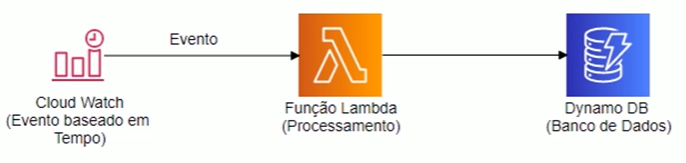 Evento
Cloud Watch
(Evento baseado em
Tempo)
Função Lambda
(Processamento)
Dynamo DB
(Banco de Dados)